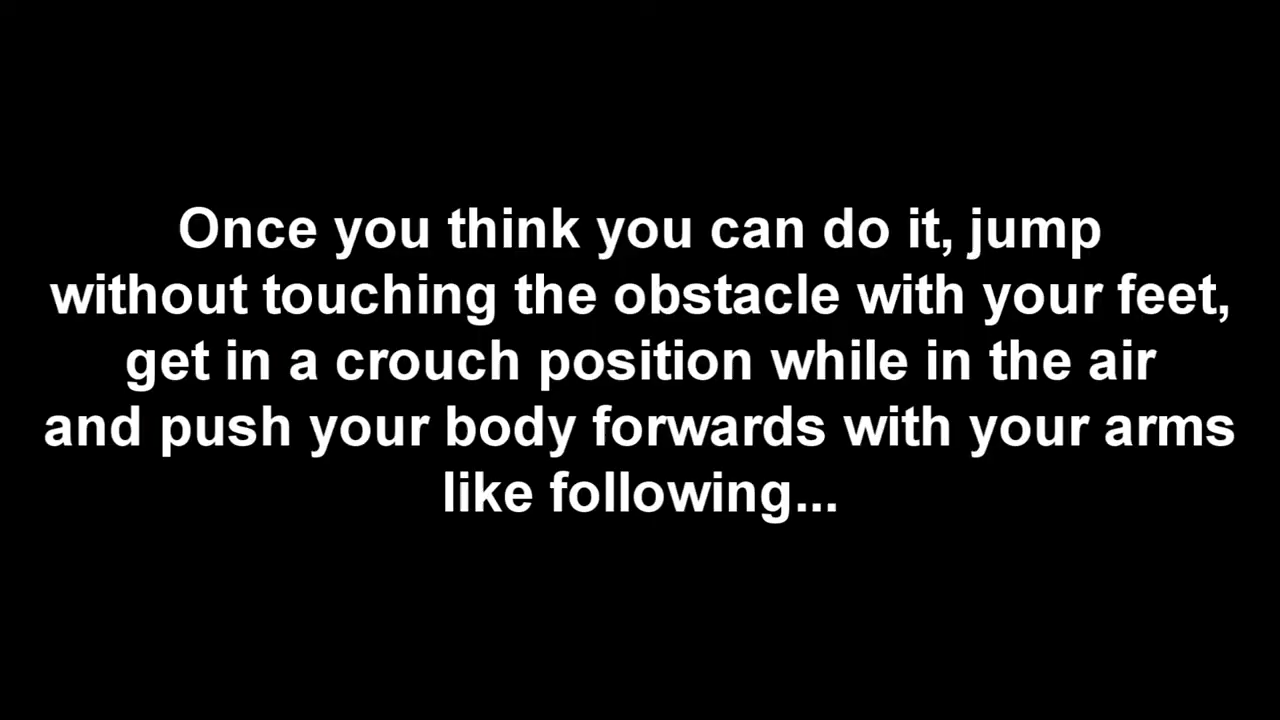 Once you think you can do it, jump
without touching the obstacle with your feet,
get in a crouch position while in the air
and push your body forwards with your arms
like following...